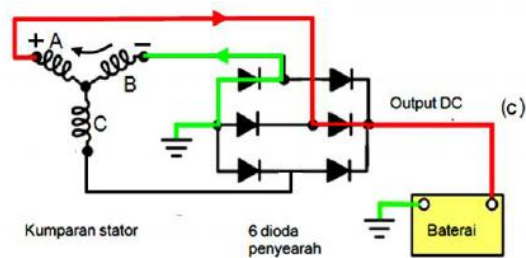 + A
−
B
C
Output DC
(c)
Kumparan stator
6 dioda
penyearah
Baterai